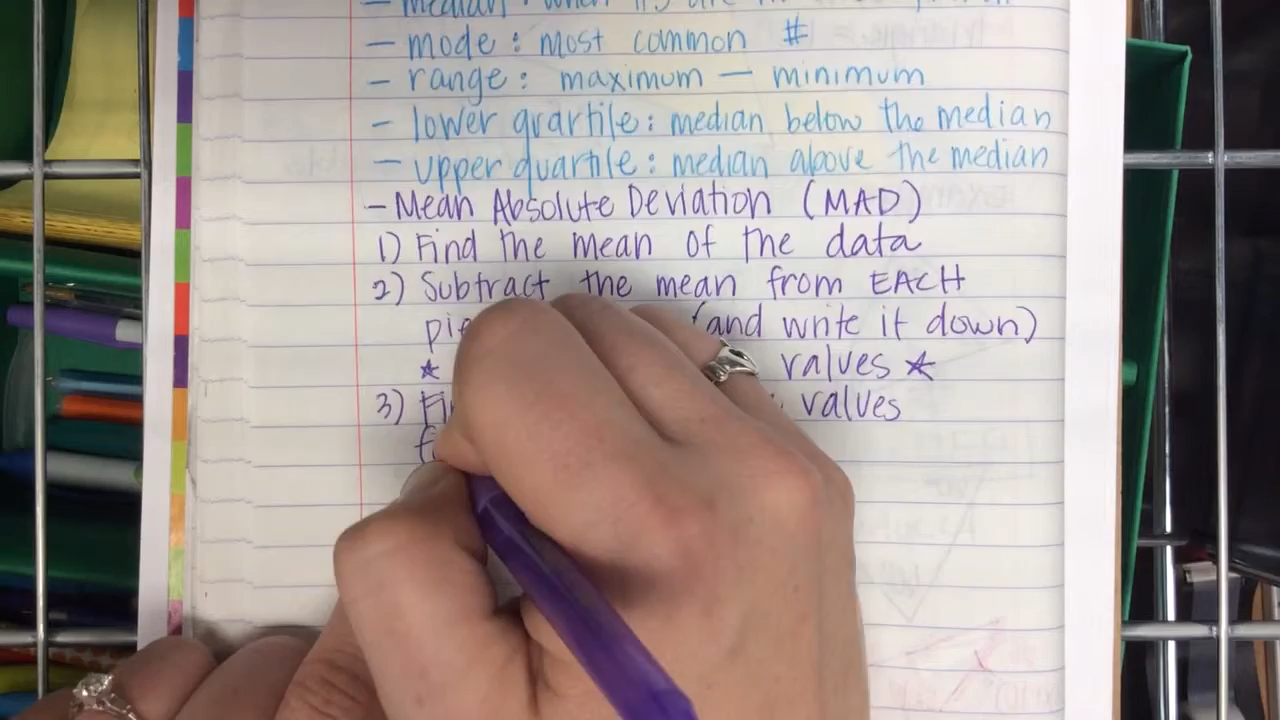 - median: when
- mode: most common #
- range: maximum — minimum
- lower quartile: median below the median
- upper quartile: median above the median
- Mean Absolute Deviation (MAD)
1) Find the mean of the data
2) Subtract the mean from EACH
(and write it down)
★ values ★
3) values